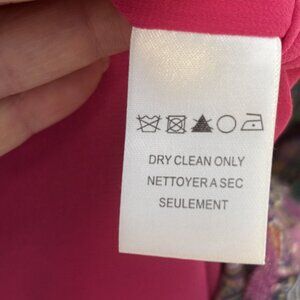 DRY CLEAN ONLY
NETTOYER A SEC
SEULEMENT